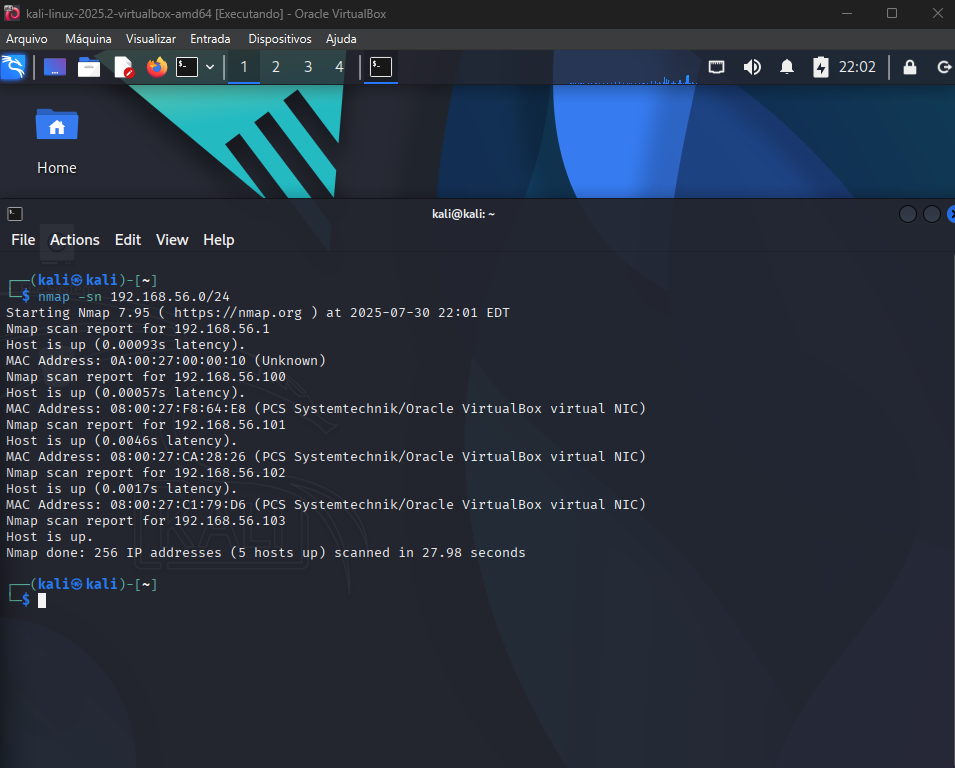 kali-linux-2025.2-virtualbox-amd64 [Executando] - Oracle VirtualBox
Arquivo Máquina Visualizar Entrada Dispositivos Ajuda
1 2 3 4 22:02
Home
kali@kali: ~
File Actions Edit View Help
┌──(kali㉿kali)-[~]
└─$ nmap -sn 192.168.56.0/24
Starting Nmap 7.95 ( https://nmap.org ) at 2025-07-30 22:01 EDT
Nmap scan report for 192.168.56.1
Host is up (0.00093s latency).
MAC Address: 0A:00:27:00:00:10 (Unknown)
Nmap scan report for 192.168.56.100
Host is up (0.00057s latency).
MAC Address: 08:00:27:F8:64:E8 (PCS Systemtechnik/Oracle VirtualBox virtual NIC)
Nmap scan report for 192.168.56.101
Host is up (0.0046s latency).
MAC Address: 08:00:27:CA:28:26 (PCS Systemtechnik/Oracle VirtualBox virtual NIC)
Nmap scan report for 192.168.56.102
Host is up (0.0017s latency).
MAC Address: 08:00:27:C1:79:D6 (PCS Systemtechnik/Oracle VirtualBox virtual NIC)
Nmap scan report for 192.168.56.103
Host is up.
Nmap done: 256 IP addresses (5 hosts up) scanned in 27.98 seconds
┌──(kali㉿kali)-[~]
└─$